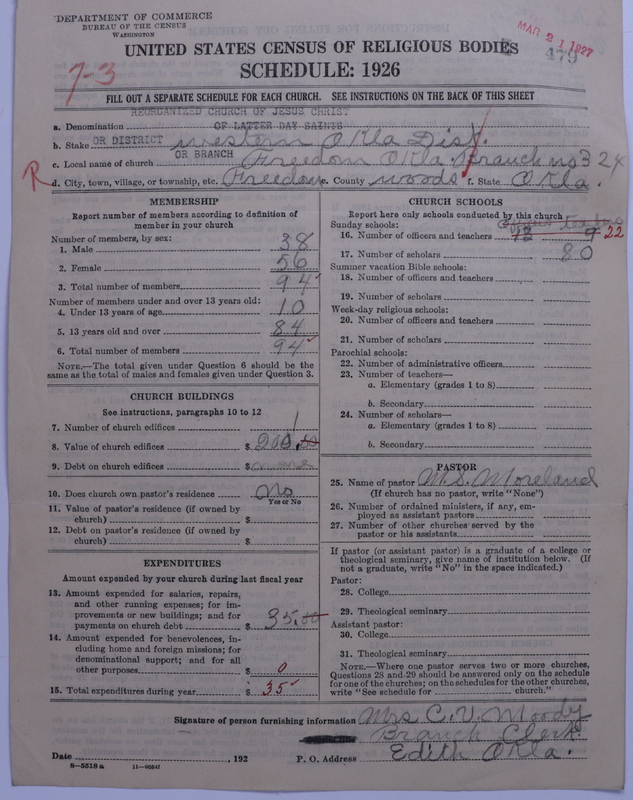 DEPARTMENT OF COMMERCE
BUREAU OF THE CENSUS
WASHINGTON
MAR 21 1927
479
UNITED STATES CENSUS OF RELIGIOUS BODIES
7-3
SCHEDULE: 1926
FILL OUT A SEPARATE SCHEDULE FOR EACH CHURCH. SEE INSTRUCTIONS ON THE BACK OF THIS SHEET
REORGANIZED CHURCH OF JESUS CHRIST
a. Denomination OF LATTER DAY SAINTS
b. Stake OR DISTRICT Western Okla Dist.
c. Local name of church OR BRANCH Freedom Okla. Branch no 324
R d. City, town, village, or township, etc. Freedom e. County Woods f. State Okla.
MEMBERSHIP
Report number of members according to definition of
member in your church
Number of members, by sex:
1. Male 38
2. Female 56
3. Total number of members 94
Number of members under and over 13 years old:
4. Under 13 years of age 10
5. 13 years old and over 84
6. Total number of members 94
NOTE.—The total given under Question 6 should be
same as the total of males and females given under Question 3.
CHURCH BUILDINGS
See instructions, paragraphs 10 to 12
7. Number of church edifices 1
8. Value of church edifices $ 200.00
9. Debt on church edifices $
10. Does church own pastor's residence No
Yes or No
11. Value of pastor's residence (if owned by
church) $
12. Debt on pastor's residence (if owned by
church) $
EXPENDITURES
Amount expended by your church during last fiscal year
13. Amount expended for salaries, repairs,
and other running expenses; for im-
provements or new buildings; and for
payments on church debt $ 35.00
14. Amount expended for benevolences, in-
cluding home and foreign missions; for
denominational support; and for all
other purposes $ 0
15. Total expenditures during year $ 35
CHURCH SCHOOLS
Report here only schools conducted by this church
Sunday schools:
16. Number of officers and teachers 9 22
17. Number of scholars 80
Summer vacation Bible schools:
18. Number of officers and teachers
19. Number of scholars
Week-day religious schools:
20. Number of officers and teachers
21. Number of scholars
Parochial schools:
22. Number of administrative officers
23. Number of teachers—
a. Elementary (grades 1 to 8)
b. Secondary
24. Number of scholars—
a. Elementary (grades 1 to 8)
b. Secondary
PASTOR
25. Name of pastor M. S. Moreland
(If church has no pastor, write "None")
26. Number of ordained ministers, if any, em-
ployed as assistant pastors
27. Number of other churches served by the
pastor or his assistants
If pastor (or assistant pastor) is a graduate of a college or
theological seminary, give name of institution below. (If
not a graduate, write "No" in the space indicated.)
Pastor:
28. College
29. Theological seminary
Assistant pastor:
30. College
31. Theological seminary
NOTE.—Where one pastor serves two or more churches,
Questions 28 and 29 should be answered only on the schedule
for one of the churches; on the schedules for the other churches,
write "See schedule for church."
Signature of person furnishing information Mrs C. V. Moody
Branch Clerk.
Date , 192 P. O. Address Edith Okla.
8—5518 a 11—9054